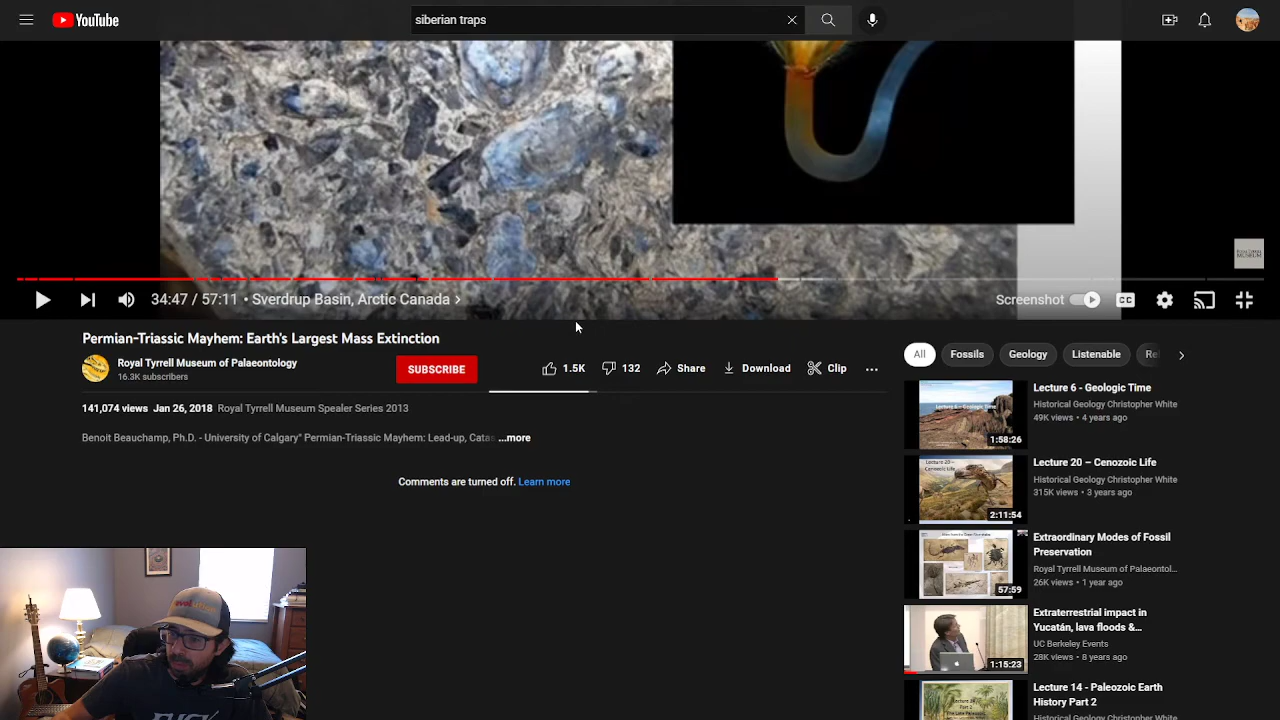 YouTube
siberian traps
34:47 / 57:11 • Sverdrup Basin, Arctic Canada
Screenshot
CC
Permian-Triassic Mayhem: Earth's Largest Mass Extinction
Royal Tyrrell Museum of Palaeontology
16.3K subscribers
SUBSCRIBE
1.5K
132
Share
Download
Clip
141,074 views Jan 26, 2018 Royal Tyrrell Museum Spealer Series 2013
Benoit Beauchamp, Ph.D. - University of Calgary" Permian-Triassic Mayhem: Lead-up, Catas ...more
Comments are turned off. Learn more
All
Fossils
Geology
Listenable
Re
Lecture 6 - Geologic Time
Historical Geology Christopher White
49K views • 4 years ago
1:58:26
Lecture 20 – Cenozoic Life
Historical Geology Christopher White
315K views • 3 years ago
2:11:54
Extraordinary Modes of Fossil
Preservation
Royal Tyrrell Museum of Palaeontol...
26K views • 1 year ago
57:59
Extraterrestrial impact in
Yucatán, lava floods &…
UC Berkeley Events
28K views • 8 years ago
1:15:23
Lecture 14 - Paleozoic Earth
History Part 2
Historical Geology Christopher White